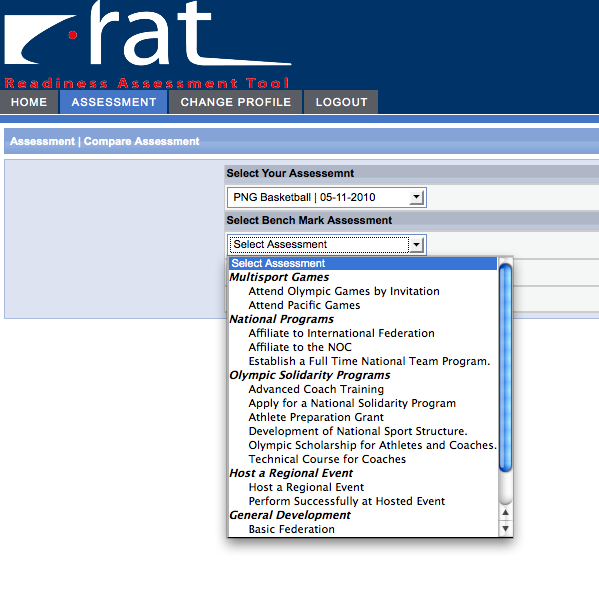 rat
Readiness Assessment Tool
HOME ASSESSMENT CHANGE PROFILE LOGOUT
Assessment | Compare Assessment
Select Your Assessemnt
PNG Basketball | 05-11-2010
Select Bench Mark Assessment
Select Assessment
Select Assessment
Multisport Games
Attend Olympic Games by Invitation
Attend Pacific Games
National Programs
Affiliate to International Federation
Affiliate to the NOC
Establish a Full Time National Team Program.
Olympic Solidarity Programs
Advanced Coach Training
Apply for a National Solidarity Program
Athlete Preparation Grant
Development of National Sport Structure.
Olympic Scholarship for Athletes and Coaches.
Technical Course for Coaches
Host a Regional Event
Host a Regional Event
Perform Successfully at Hosted Event
General Development
Basic Federation